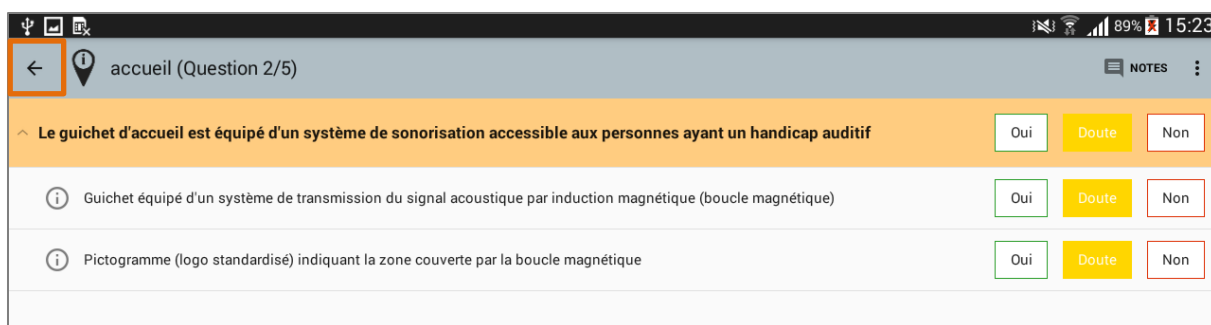 89% 15:23
accueil (Question 2/5) NOTES
Le guichet d'accueil est équipé d'un système de sonorisation accessible aux personnes ayant un handicap auditif Oui Doute Non
Guichet équipé d'un système de transmission du signal acoustique par induction magnétique (boucle magnétique) Oui Doute Non
Pictogramme (logo standardisé) indiquant la zone couverte par la boucle magnétique Oui Doute Non